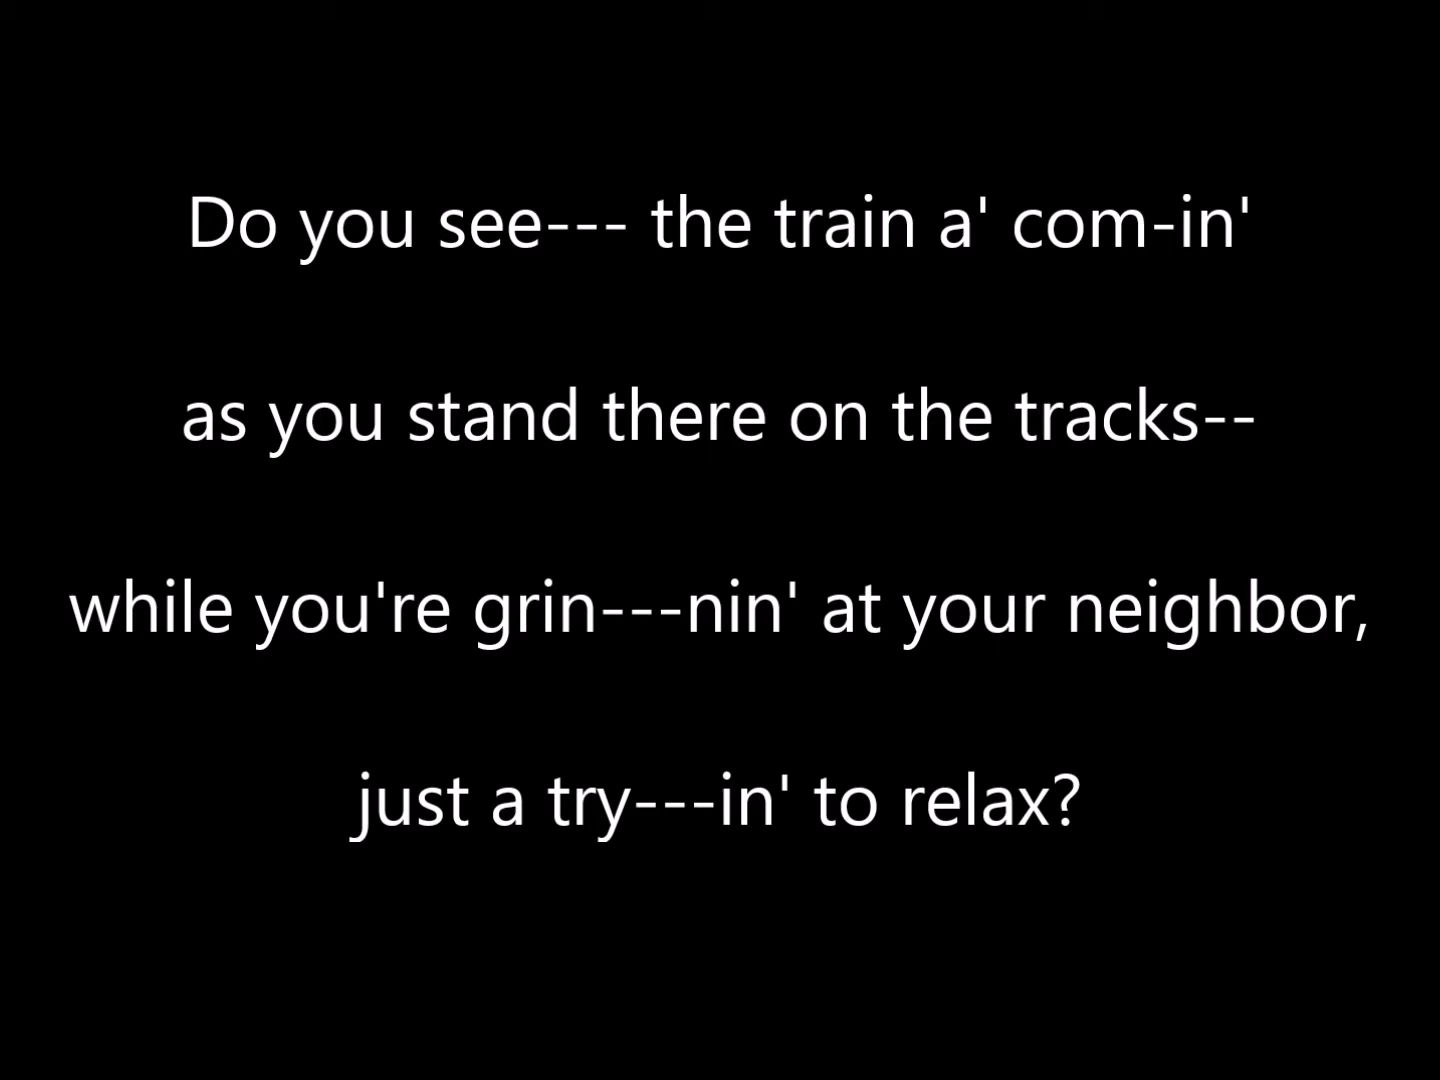 Do you see--- the train a' com-in'
as you stand there on the tracks--
while you're grin---nin' at your neighbor,
just a try---in' to relax?